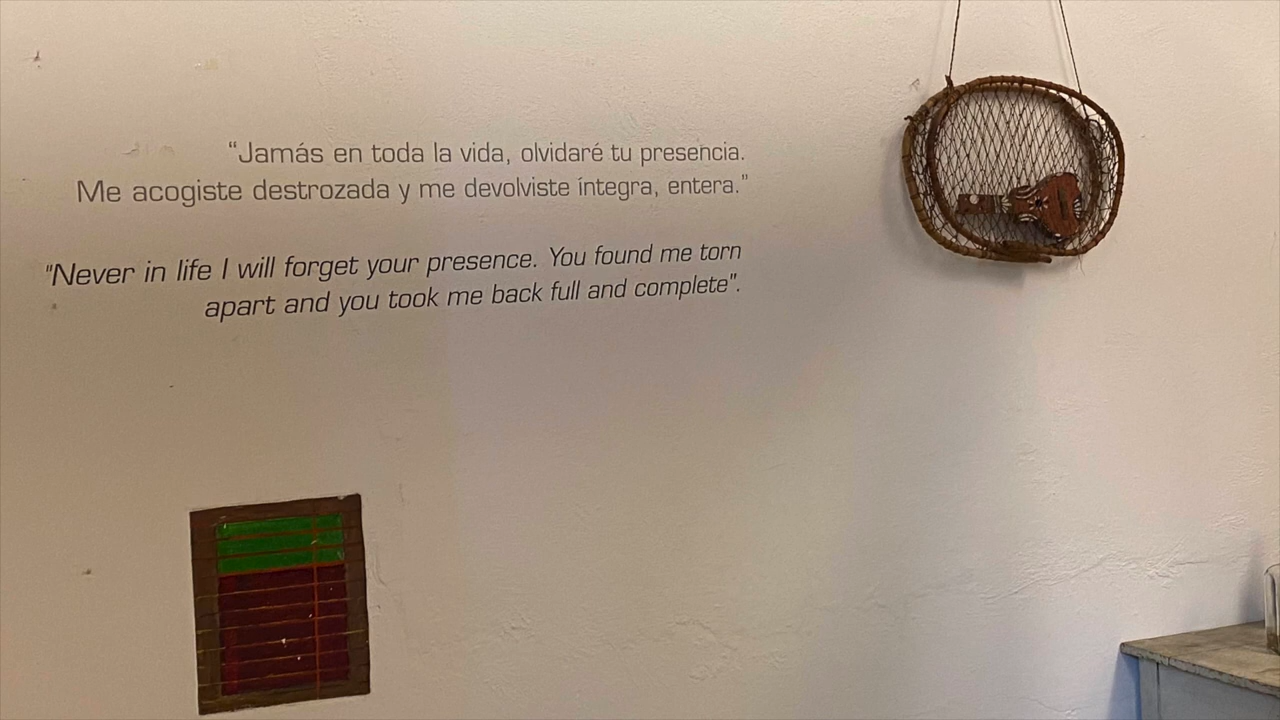 “Jamás en toda la vida, olvidaré tu presencia.
Me acogiste destrozada y me devolviste íntegra, entera.”
"Never in life I will forget your presence. You found me torn
apart and you took me back full and complete".